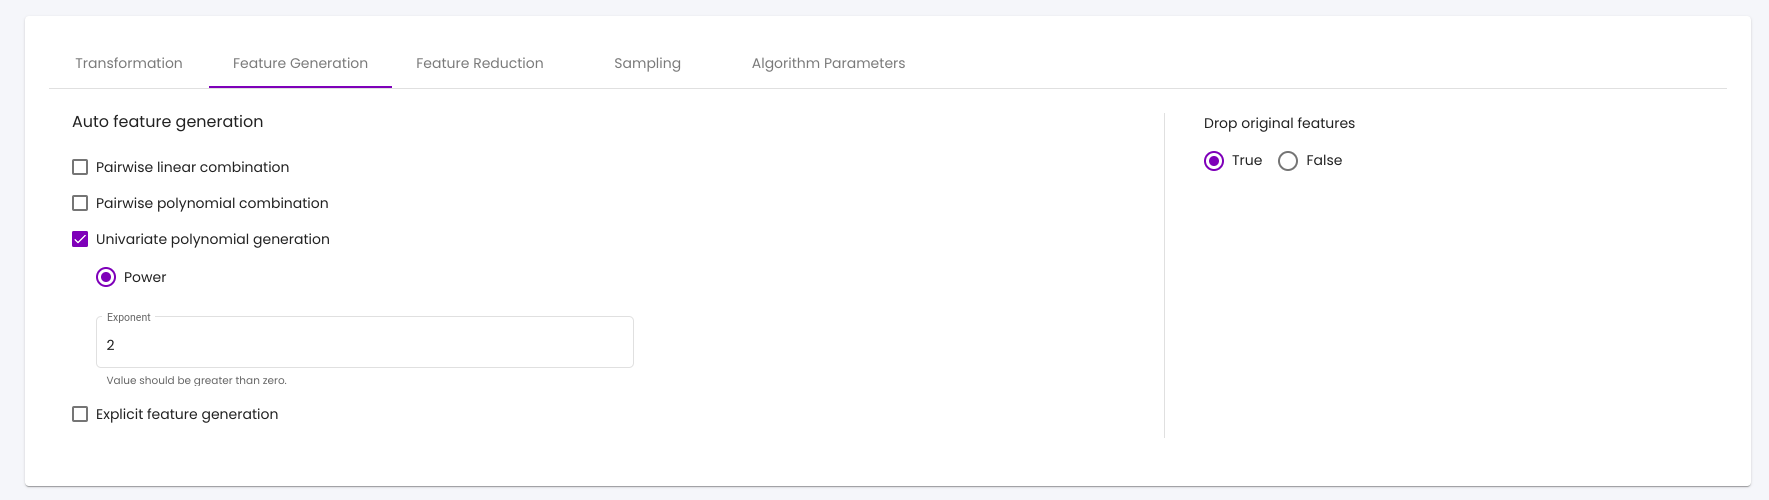 Transformation Feature Generation Feature Reduction Sampling Algorithm Parameters
Auto feature generation
Pairwise linear combination
Pairwise polynomial combination
Univariate polynomial generation
Power
Exponent
2
Value should be greater than zero.
Explicit feature generation
Drop original features
True False